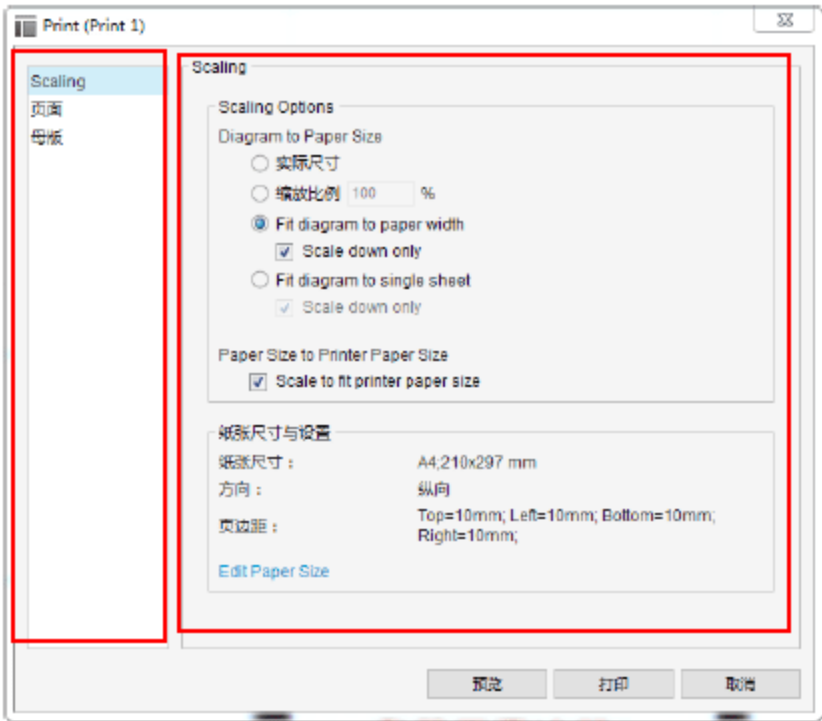 Print (Print 1)
Scaling
页面
母版
Scaling
Scaling Options
Diagram to Paper Size
实际尺寸
缩放比例 100 %
Fit diagram to paper width
Scale down only
Fit diagram to single sheet
Scale down only
Paper Size to Printer Paper Size
Scale to fit printer paper size
纸张尺寸与设置
纸张尺寸： A4;210x297 mm
方向： 纵向
页边距： Top=10mm; Left=10mm; Bottom=10mm;
Right=10mm;
Edit Paper Size
预览 打印 取消